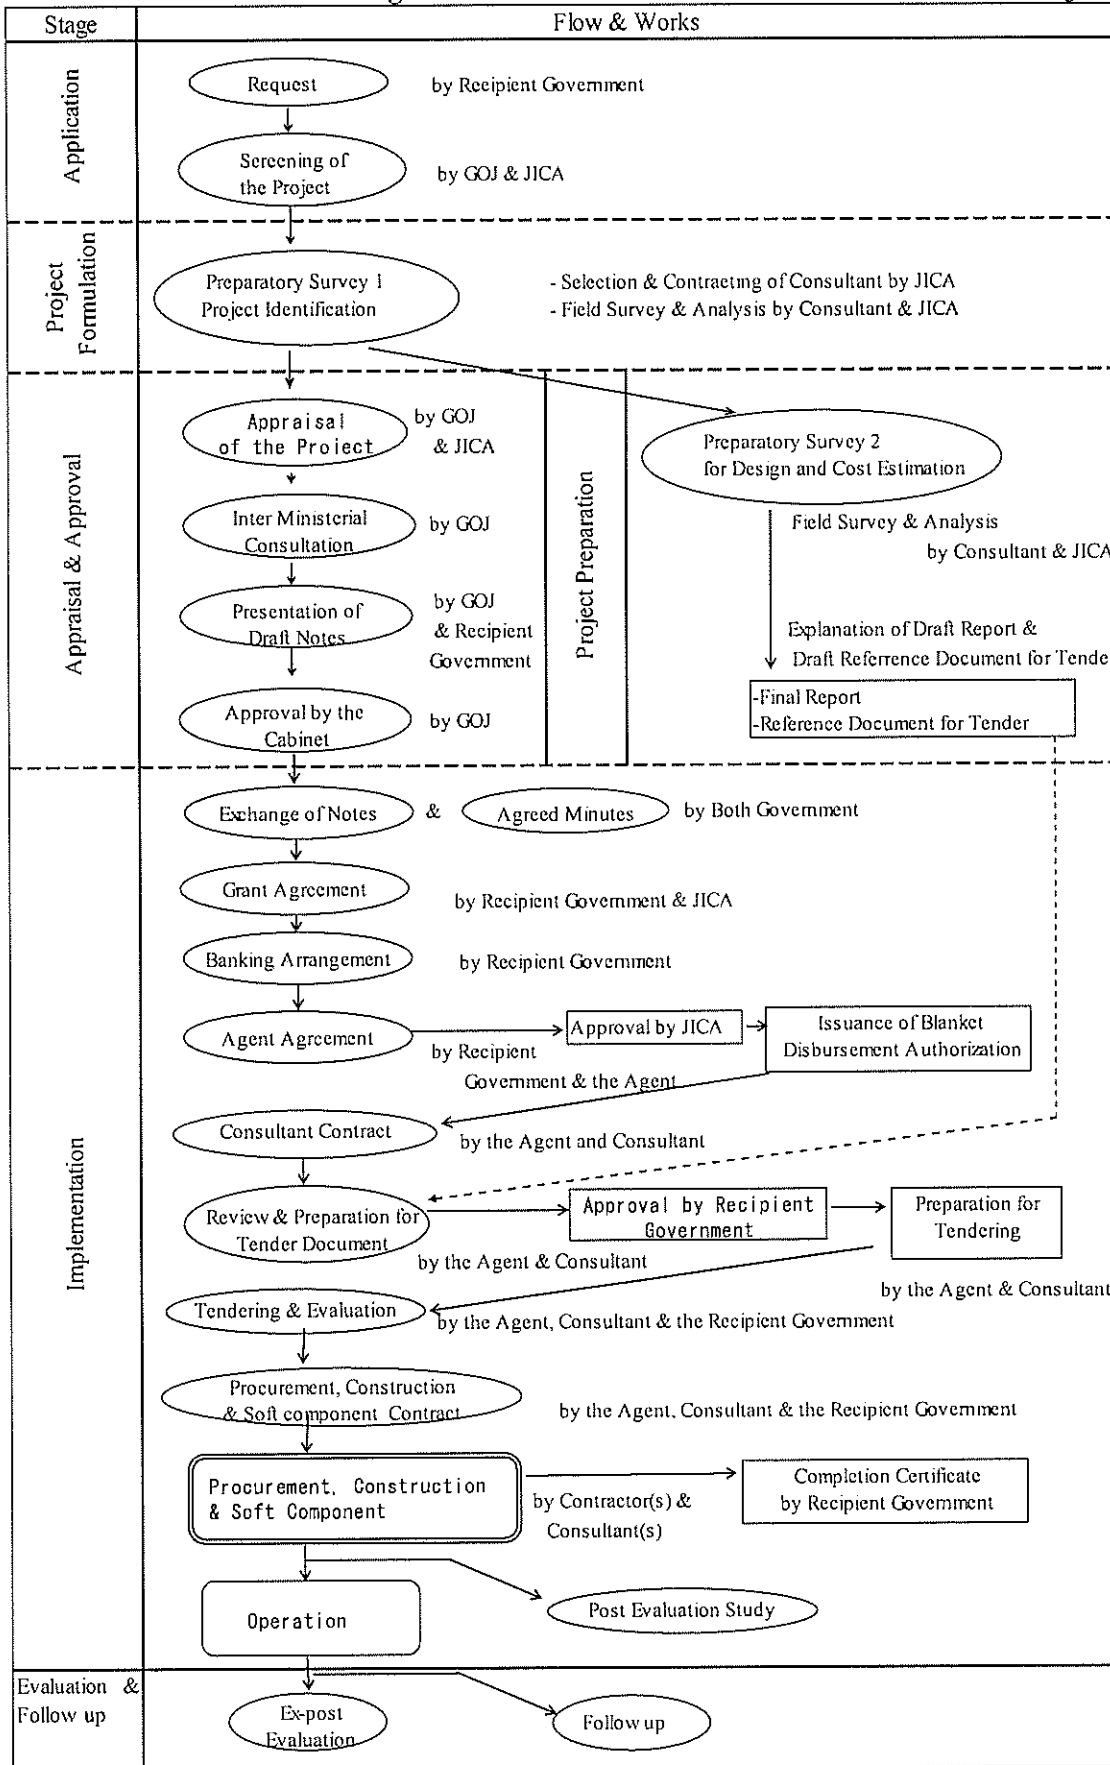 Stage
Flow & Works
Application
Request
by Recipient Government
Screening of
the Project
by GOJ & JICA
Project
Formulation
Preparatory Survey 1
Project Identification
- Selection & Contracting of Consultant by JICA
- Field Survey & Analysis by Consultant & JICA
Appraisal & Approval
Appraisal
of the Project
by GOJ
& JICA
Inter Ministerial
Consultation
by GOJ
Presentation of
Draft Notes
by GOJ
& Recipient
Government
Approval by the
Cabinet
by GOJ
Project Preparation
Preparatory Survey 2
for Design and Cost Estimation
Field Survey & Analysis
by Consultant & JICA
Explanation of Draft Report &
Draft Referrence Document for Tende
-Final Report
-Reference Document for Tender
Implementation
Exchange of Notes
&
Agreed Minutes
by Both Government
Grant Agreement
by Recipient Government & JICA
Banking Arrangement
by Recipient Government
Agent Agreement
by Recipient
Government & the Agent
Approval by JICA
Issuance of Blanket
Disbursement Authorization
Consultant Contract
by the Agent and Consultant
Review & Preparation for
Tender Document
by the Agent & Consultant
Approval by Recipient
Government
Preparation for
Tendering
by the Agent & Consultant
Tendering & Evaluation
by the Agent, Consultant & the Recipient Government
Procurement, Construction
& Soft component Contract
by the Agent, Consultant & the Recipient Government
Procurement, Construction
& Soft Component
by Contractor(s) &
Consultant(s)
Completion Certificate
by Recipient Government
Operation
Post Evaluation Study
Evaluation &
Follow up
Ex-post
Evaluation
Follow up